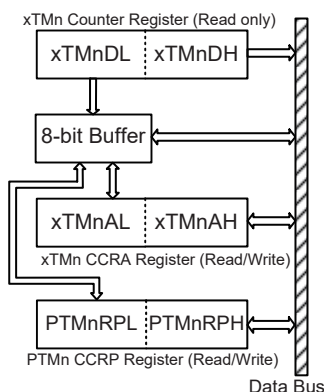 xTMn Counter Register (Read only)
xTMnDL xTMnDH
8-bit Buffer
xTMnAL xTMnAH
xTMn CCRA Register (Read/Write)
PTMnRPL PTMnRPH
PTMn CCRP Register (Read/Write)
Data Bus